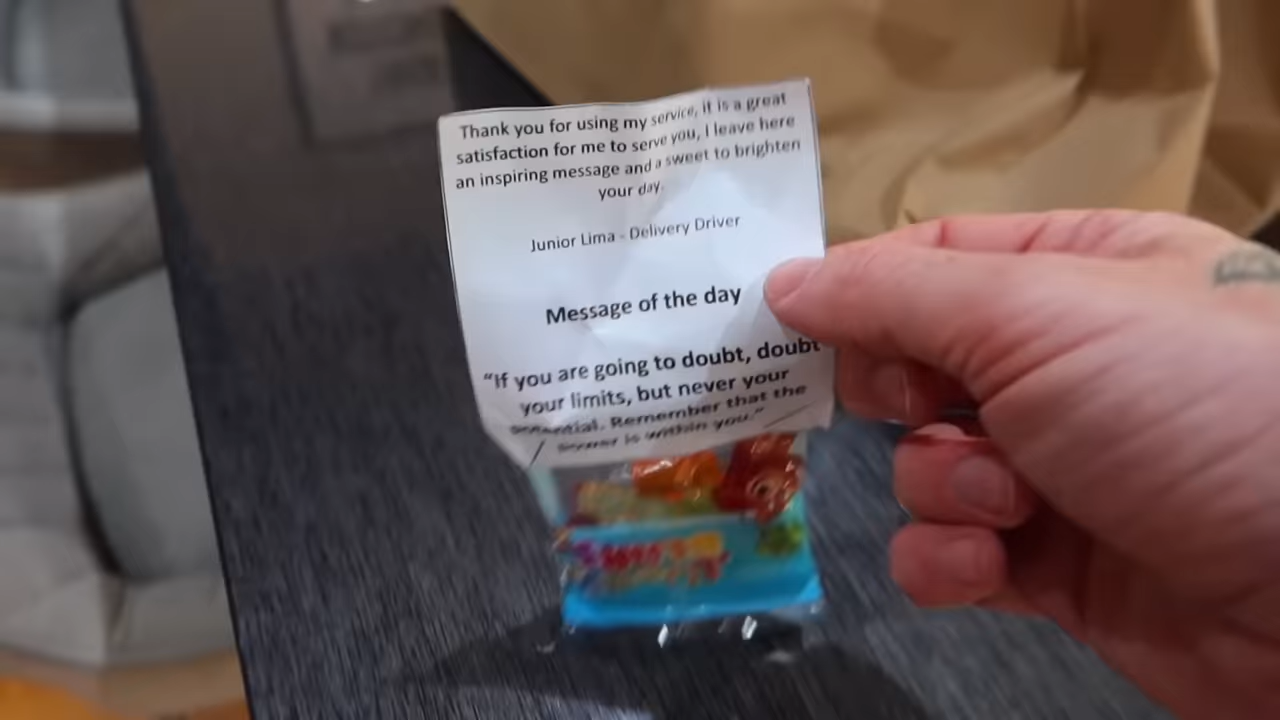 Thank you for using my service, it is a great
satisfaction for me to serve you, I leave here
an inspiring message and a sweet to brighten
your day.
Junior Lima - Delivery Driver
Message of the day
“If you are going to doubt, doubt
your limits, but never your
potential. Remember that the
power is within you.”